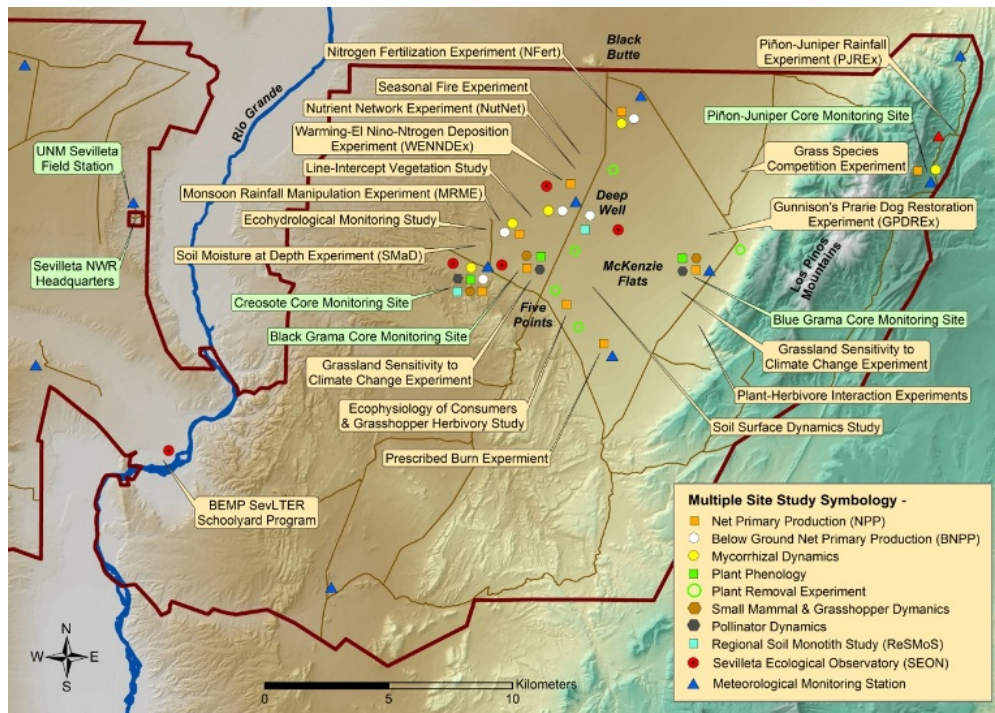 Black
Butte
Nitrogen Fertilization Experiment (NFert)
Piñon-Juniper Rainfall
Experiment (PJREx)
Seasonal Fire Experiment
Nutrient Network Experiment (NutNet)
Piñon-Juniper Core Monitoring Site
Rio Grande
Warming-El Nino-Ntrogen Deposition
Experiment (WENNDEx)
UNM Sevilleta
Field Station
Grass Species
Competition Experiment
Line-Intercept Vegetation Study
Monsoon Rainfall Manipulation Experiment (MRME)
Deep
Well
Gunnison's Prarie Dog Restoration
Experiment (GPDREx)
Ecohydrological Monitoring Study
Soil Moisture at Depth Experiment (SMaD)
Los Pinos
Mountains
McKenzie
Flats
Sevilleta NWR
Headquarters
Creosote Core Monitoring Site
Five
Points
Blue Grama Core Monitoring Site
Black Grama Core Monitoring Site
Grassland Sensitivity to
Climate Change Experiment
Grassland Sensitivity to
Climate Change Experiment
Plant-Herbivore Interaction Experiments
Ecophysiology of Consumers
& Grasshopper Herbivory Study
Soil Surface Dynamics Study
Prescribed Burn Expermient
BEMP SevLTER
Schoolyard Program
Multiple Site Study Symbology -
Net Primary Production (NPP)
Below Ground Net Primary Production (BNPP)
Mycorrhizal Dynamics
Plant Phenology
Plant Removal Experiment
Small Mammal & Grasshopper Dymanics
Pollinator Dynamics
Regional Soil Monotith Study (ReSMoS)
Sevilleta Ecological Observatory (SEON)
Meteorological Monitoring Station
N
W E
S
Kilometers
0 5 10